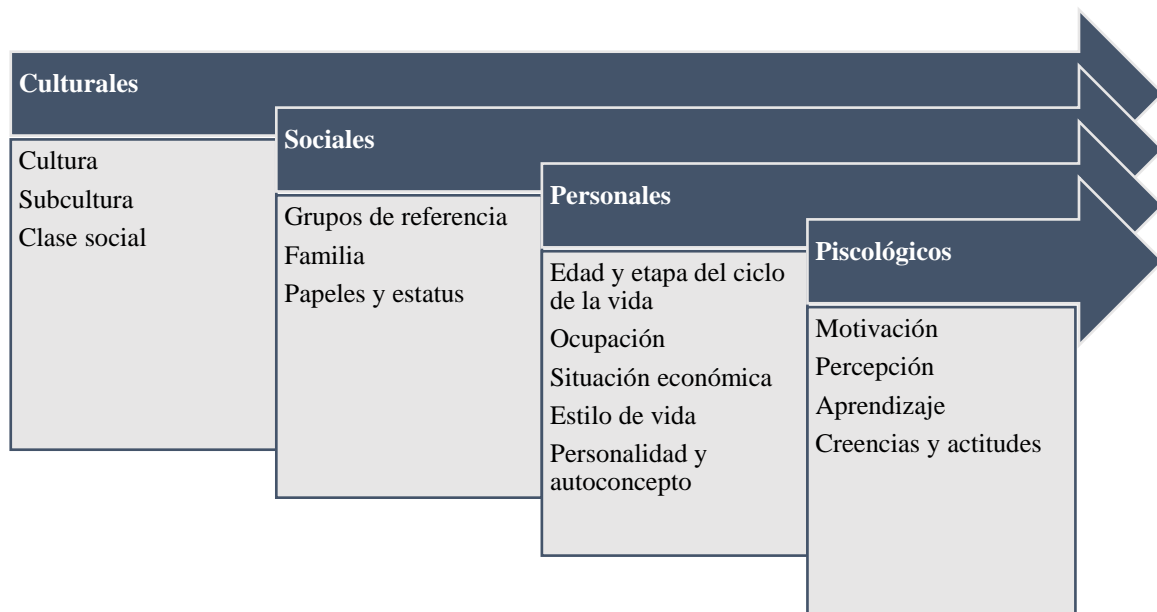 Culturales
Cultura
Subcultura
Clase social
Sociales
Grupos de referencia
Familia
Papeles y estatus
Personales
Edad y etapa del ciclo
de la vida
Ocupación
Situación económica
Estilo de vida
Personalidad y
autoconcepto
Piscológicos
Motivación
Percepción
Aprendizaje
Creencias y actitudes